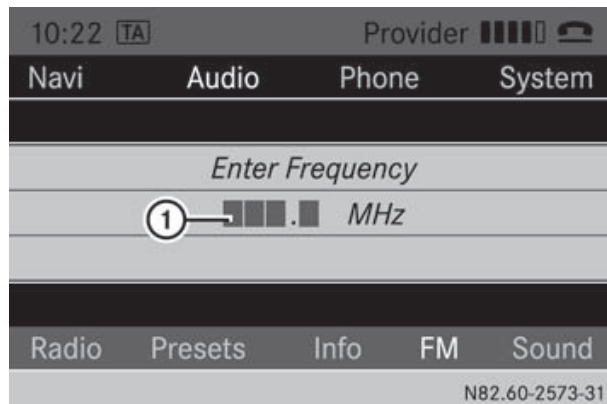 10:22 TA Provider
Navi Audio Phone System
Enter Frequency
1 . MHz
Radio Presets Info FM Sound
N82.60-2573-31